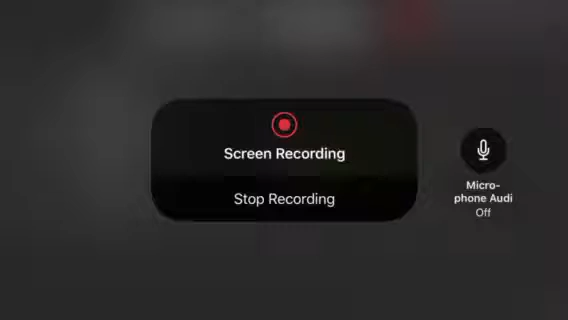 Screen Recording
Stop Recording
Micro-
phone Audi
Off